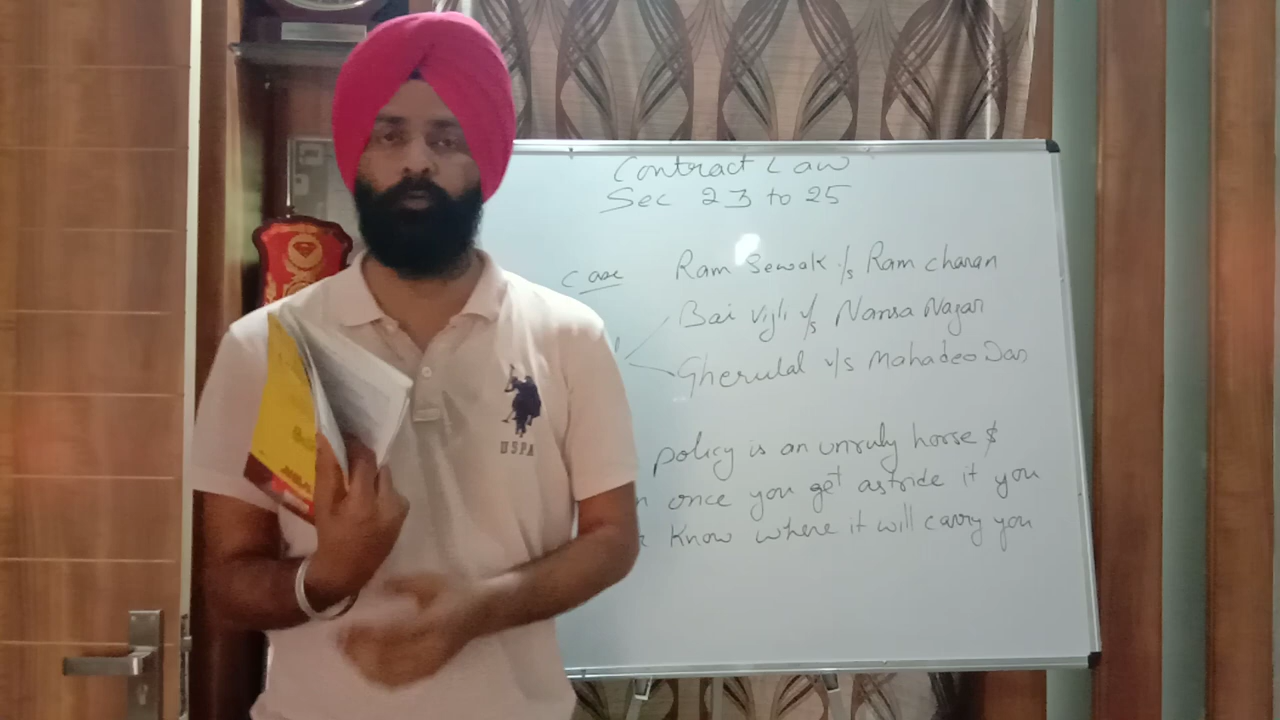 Contract Law
Sec 23 to 25
Case Ram Sewak v/s Ram Charan
Bai Vijli v/s Nansa Nagar
Gherulal v/s Mahadeo Das
policy is an unruly horse &
once you get astride it you
know where it will carry you
USPA